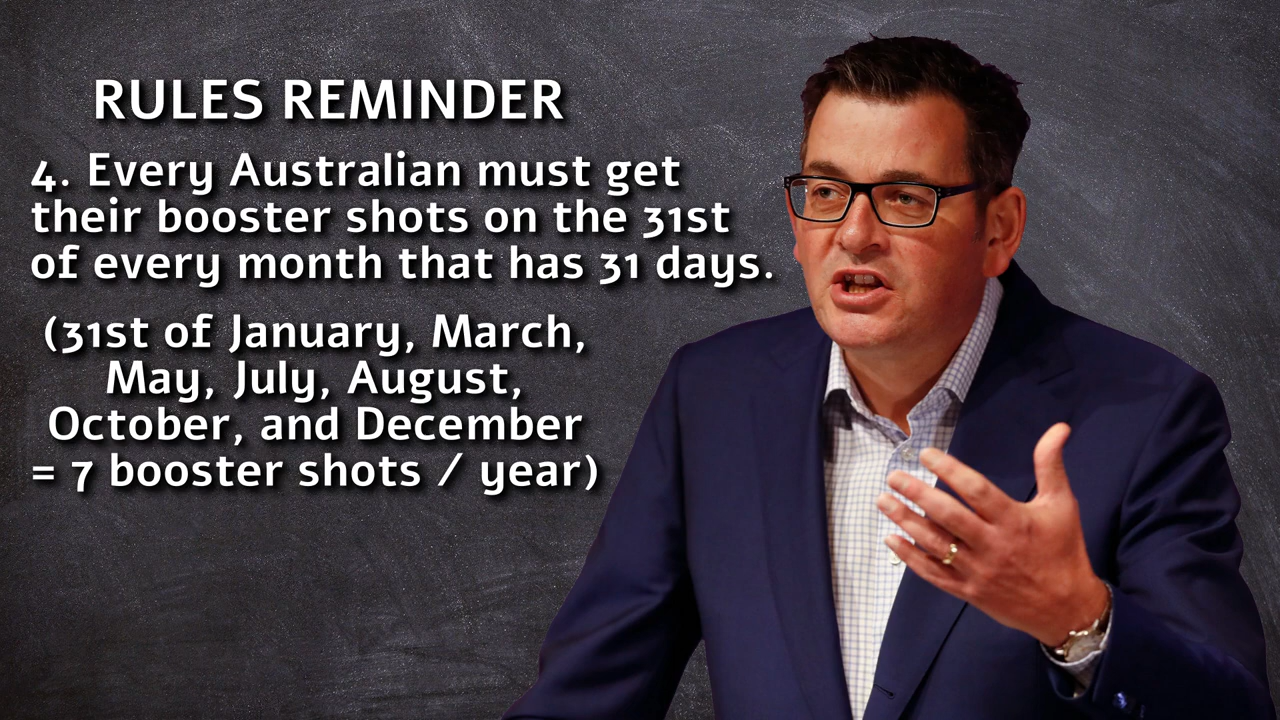 RULES REMINDER
4. Every Australian must get
their booster shots on the 31st
of every month that has 31 days.
(31st of January, March,
May, July, August,
October, and December
= 7 booster shots / year)